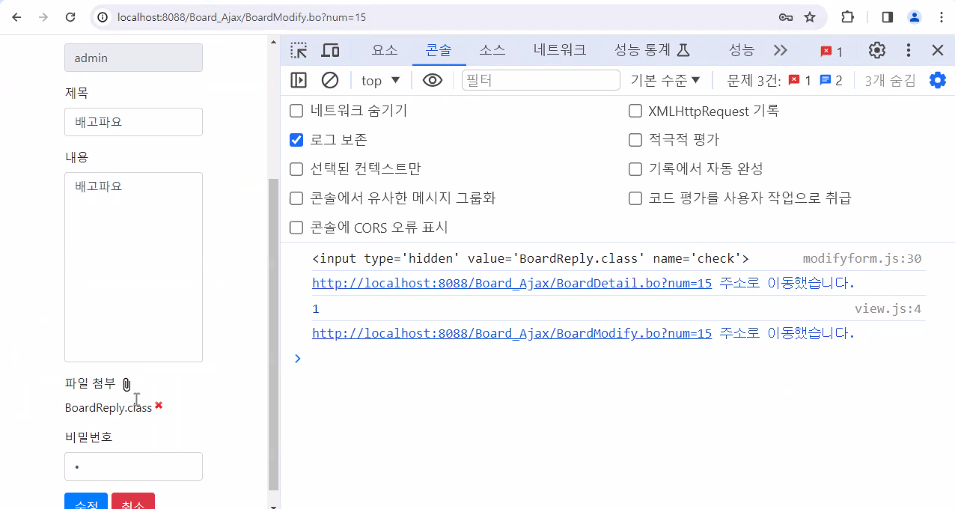 localhost:8088/Board_Ajax/BoardModify.bo?num=15
admin
제목
배고파요
내용
배고파요
파일 첨부
BoardReply.class
비밀번호
수정 취소
요소 콘솔 소스 네트워크 성능 통계 성능 1
top 필터 기본 수준 문제 3건: 1 2 3개 숨김
네트워크 숨기기 XMLHttpRequest 기록
로그 보존 적극적 평가
선택된 컨텍스트만 기록에서 자동 완성
콘솔에서 유사한 메시지 그룹화 코드 평가를 사용자 작업으로 취급
콘솔에 CORS 오류 표시
<input type='hidden' value='BoardReply.class' name='check'> modifyform.js:30
http://localhost:8088/Board_Ajax/BoardDetail.bo?num=15 주소로 이동했습니다.
1 view.js:4
http://localhost:8088/Board_Ajax/BoardModify.bo?num=15 주소로 이동했습니다.